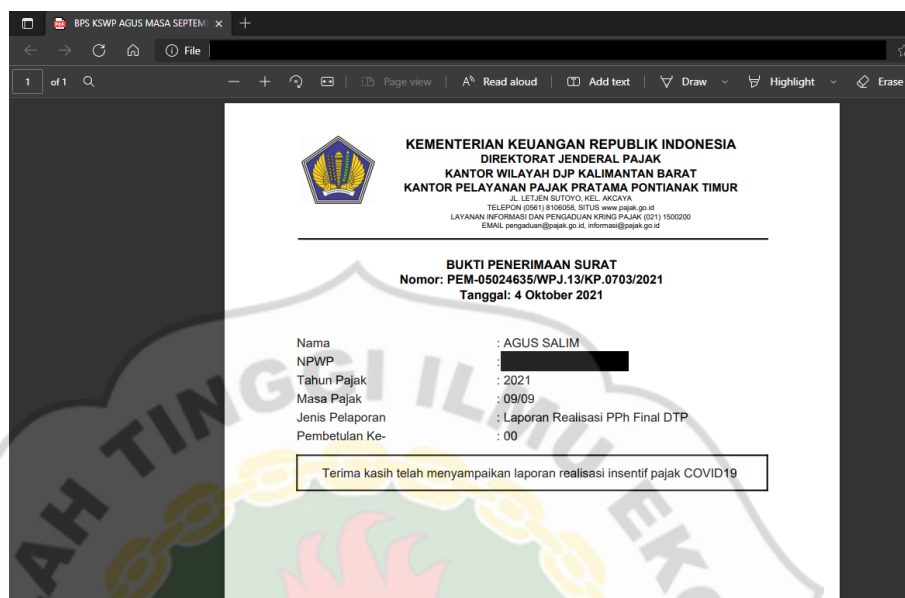 BPS KSWP AGUS MASA SEPTEM
File
1 of 1
Page view
Read aloud
Add text
Draw
Highlight
Erase
KEMENTERIAN KEUANGAN REPUBLIK INDONESIA
DIREKTORAT JENDERAL PAJAK
KANTOR WILAYAH DJP KALIMANTAN BARAT
KANTOR PELAYANAN PAJAK PRATAMA PONTIANAK TIMUR
JL. LETJEN SUTOYO, KEL. AKCAYA
TELEPON (0561) 8106058, SITUS www.pajak.go.id
LAYANAN INFORMASI DAN PENGADUAN KRING PAJAK (021) 1500200
EMAIL pengaduan@pajak.go.id, informasi@pajak.go.id
BUKTI PENERIMAAN SURAT
Nomor: PEM-05024635/WPJ.13/KP.0703/2021
Tanggal: 4 Oktober 2021
Nama : AGUS SALIM
NPWP :
Tahun Pajak : 2021
Masa Pajak : 09/09
Jenis Pelaporan : Laporan Realisasi PPh Final DTP
Pembetulan Ke- : 00
Terima kasih telah menyampaikan laporan realisasi insentif pajak COVID19
TINGGI ILMU